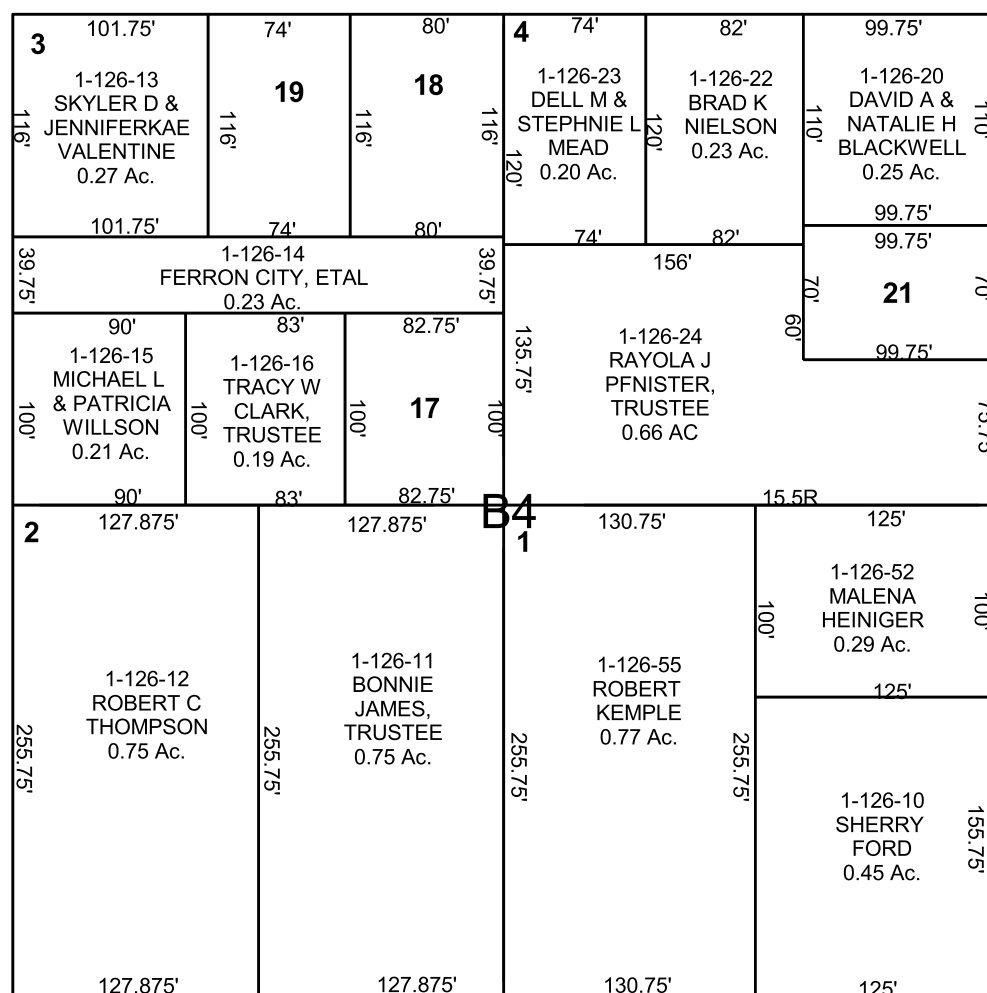 101.75'
74'
80'
74'
82'
99.75'
3
4
1-126-13
SKYLER D &
JENNIFERKAE
VALENTINE
0.27 Ac.
116'
116'
116'
116'
101.75'
19
74'
18
80'
1-126-23
DELL M &
STEPHNIE L
MEAD
0.20 Ac.
120'
120'
74'
1-126-22
BRAD K
NIELSON
0.23 Ac.
82'
1-126-20
DAVID A &
NATALIE H
BLACKWELL
0.25 Ac.
110'
110'
99.75'
39.75'
1-126-14
FERRON CITY, ETAL
0.23 Ac.
39.75'
99.75'
70'
21
70'
99.75'
156'
60'
135.75'
1-126-24
RAYOLA J
PFNISTER,
TRUSTEE
0.66 AC
75.75
15.5R
90'
1-126-15
MICHAEL L
& PATRICIA
WILLSON
0.21 Ac.
100'
90'
83'
1-126-16
TRACY W
CLARK,
TRUSTEE
0.19 Ac.
100'
83'
82.75'
100'
17
100'
82.75'
B4
2
127.875'
1-126-12
ROBERT C
THOMPSON
0.75 Ac.
255.75'
127.875'
127.875'
1-126-11
BONNIE
JAMES,
TRUSTEE
0.75 Ac.
255.75'
127.875'
1
130.75'
1-126-55
ROBERT
KEMPLE
0.77 Ac.
255.75'
255.75'
130.75'
125'
1-126-52
MALENA
HEINIGER
0.29 Ac.
100'
100'
125'
1-126-10
SHERRY
FORD
0.45 Ac.
155.75'
125'